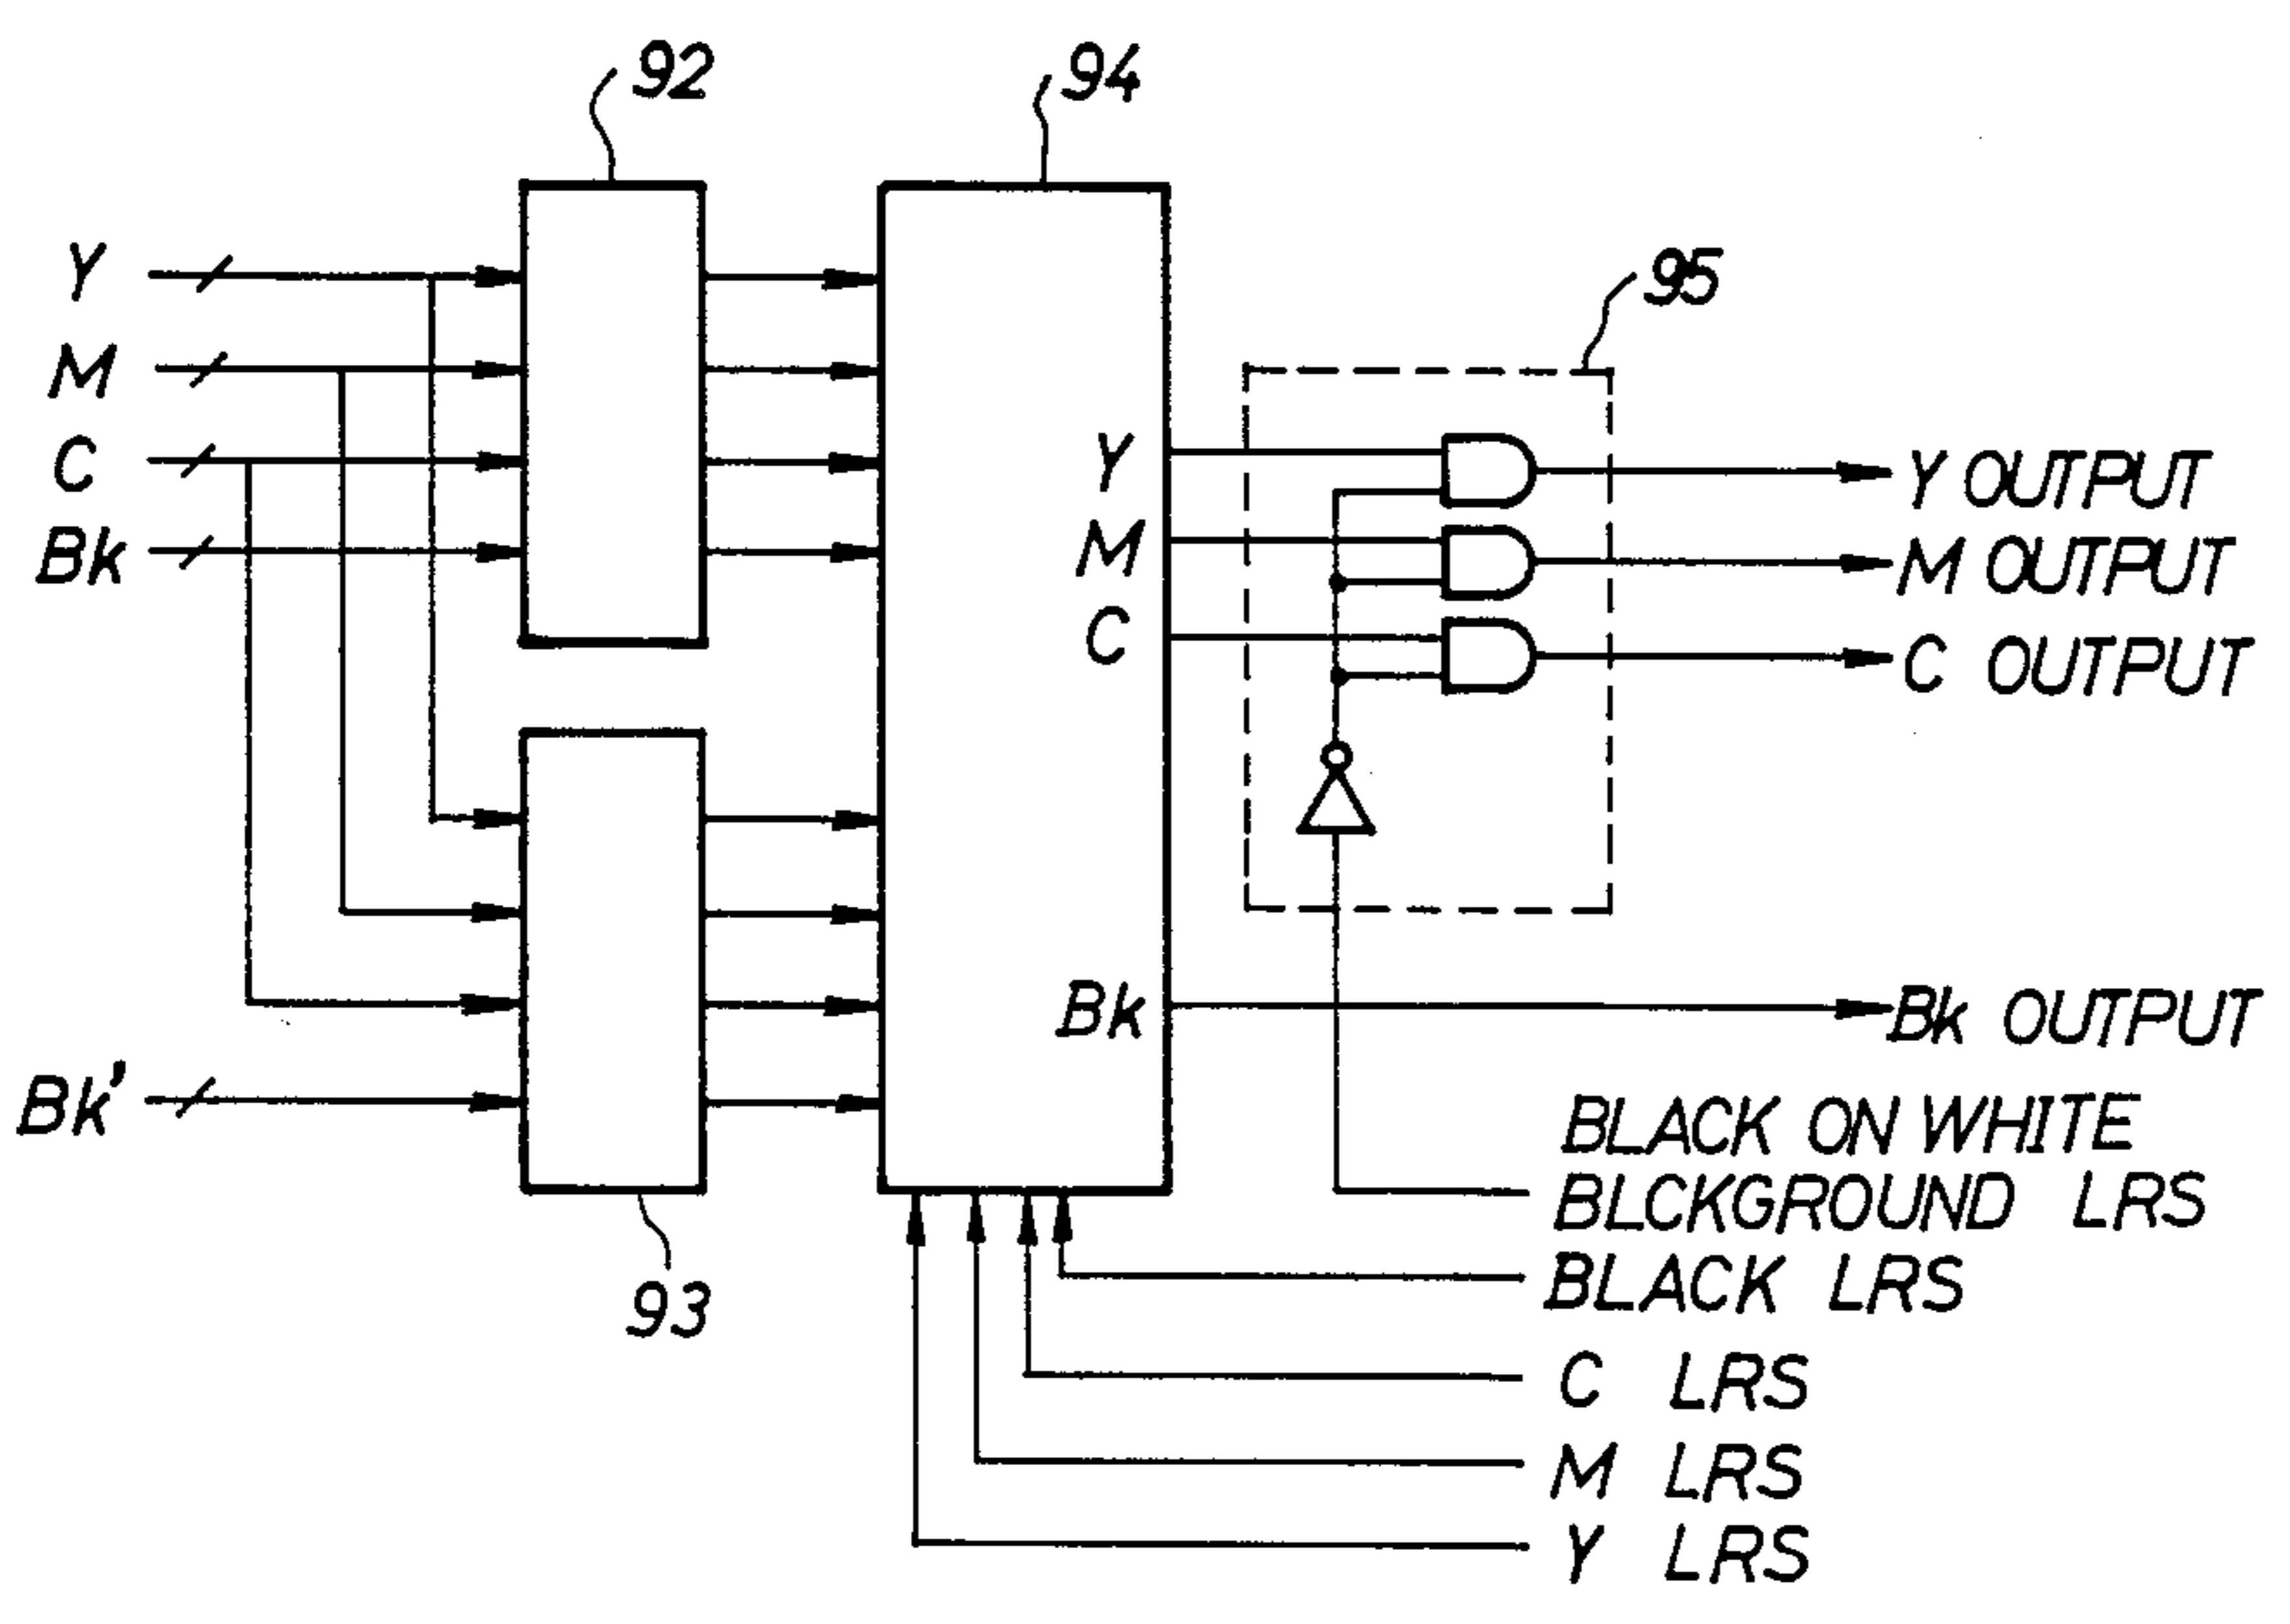 92
94
95
Y
M
C
Bk
Bk'
93
Y
M
C
Bk
Y OUTPUT
M OUTPUT
C OUTPUT
Bk OUTPUT
BLACK ON WHITE
BLCKGROUND LRS
BLACK LRS
C LRS
M LRS
Y LRS